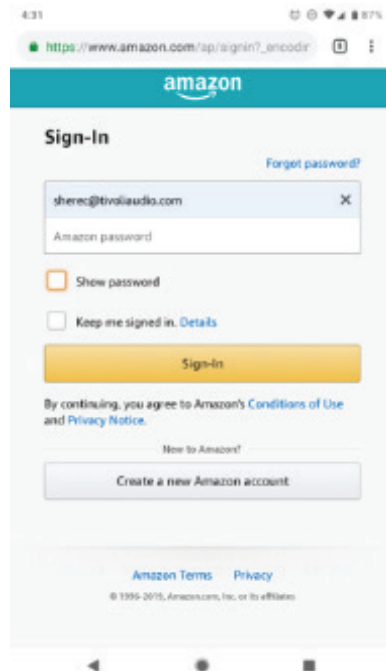 4:31 87%
https://www.amazon.com/ap/signin?_encodin
amazon
Sign-In
Forgot password?
sherec@tivoliaudio.com
Amazon password
Show password
Keep me signed in. Details
Sign-In
By continuing, you agree to Amazon's Conditions of Use
and Privacy Notice.
New to Amazon?
Create a new Amazon account
Amazon Terms Privacy
© 1996-2019, Amazon.com, Inc. or its affiliates